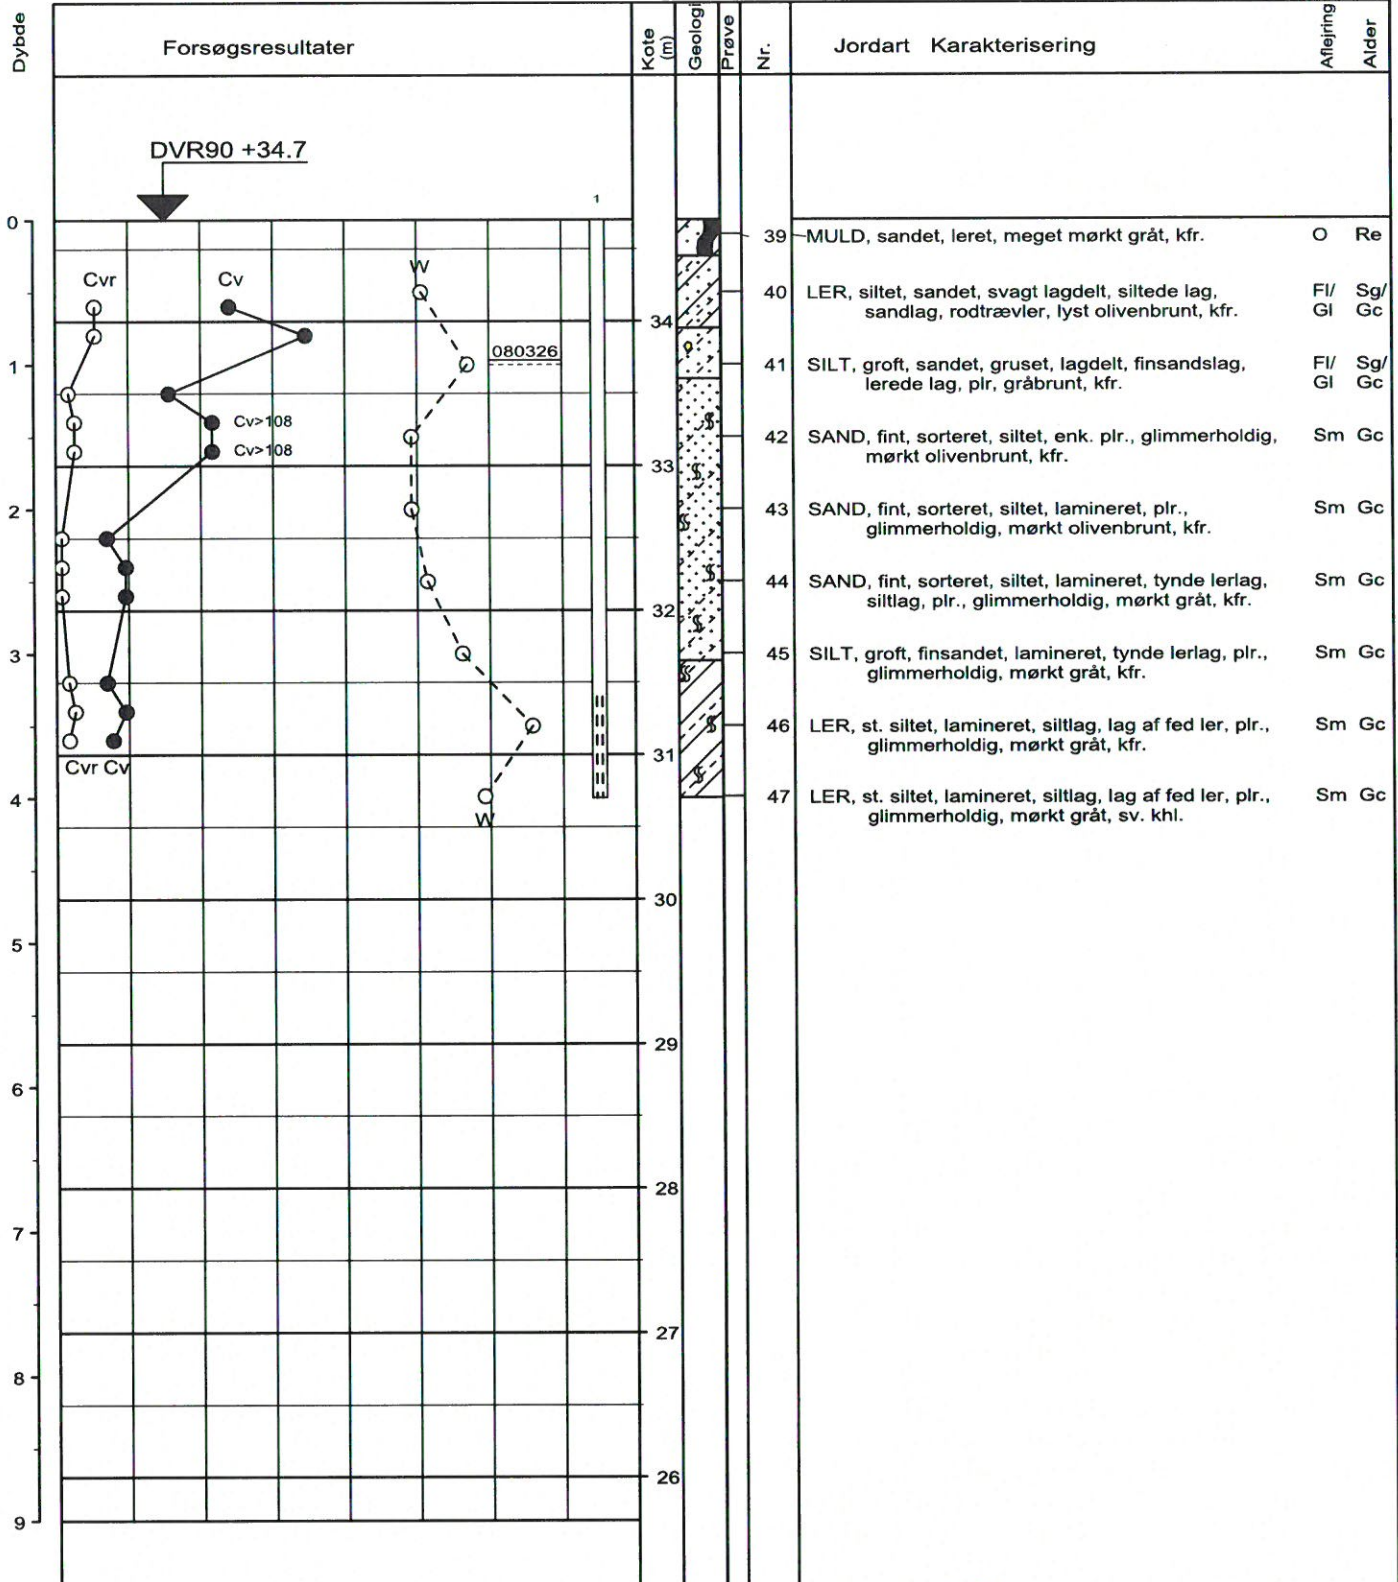 Dybde
Forsøgsresultater
Kote
(m)
Geologi
Prøve
Nr.
Jordart Karakterisering
Aflejring
Alder
DVR90 +34.7
1
0
39 MULD, sandet, leret, meget mørkt gråt, kfr. O Re
Cvr Cv W
40 LER, siltet, sandet, svagt lagdelt, siltede lag, Fl/ Sg/
sandlag, rodtrævler, lyst olivenbrunt, kfr. Gl Gc
34
080326
1
41 SILT, groft, sandet, gruset, lagdelt, finsandslag, Fl/ Sg/
lerede lag, plr, gråbrunt, kfr. Gl Gc
Cv>108
Cv>108
42 SAND, fint, sorteret, siltet, enk. plr., glimmerholdig, Sm Gc
mørkt olivenbrunt, kfr.
33
2
43 SAND, fint, sorteret, siltet, lamineret, plr., Sm Gc
glimmerholdig, mørkt olivenbrunt, kfr.
44 SAND, fint, sorteret, siltet, lamineret, tynde lerlag, Sm Gc
siltlag, plr., glimmerholdig, mørkt gråt, kfr.
32
3
45 SILT, groft, finsandet, lamineret, tynde lerlag, plr., Sm Gc
glimmerholdig, mørkt gråt, kfr.
46 LER, st. siltet, lamineret, siltlag, lag af fed ler, plr., Sm Gc
glimmerholdig, mørkt gråt, kfr.
31
Cvr Cv
4
47 LER, st. siltet, lamineret, siltlag, lag af fed ler, plr., Sm Gc
glimmerholdig, mørkt gråt, sv. khl.
W
30
5
29
6
28
7
27
8
26
9